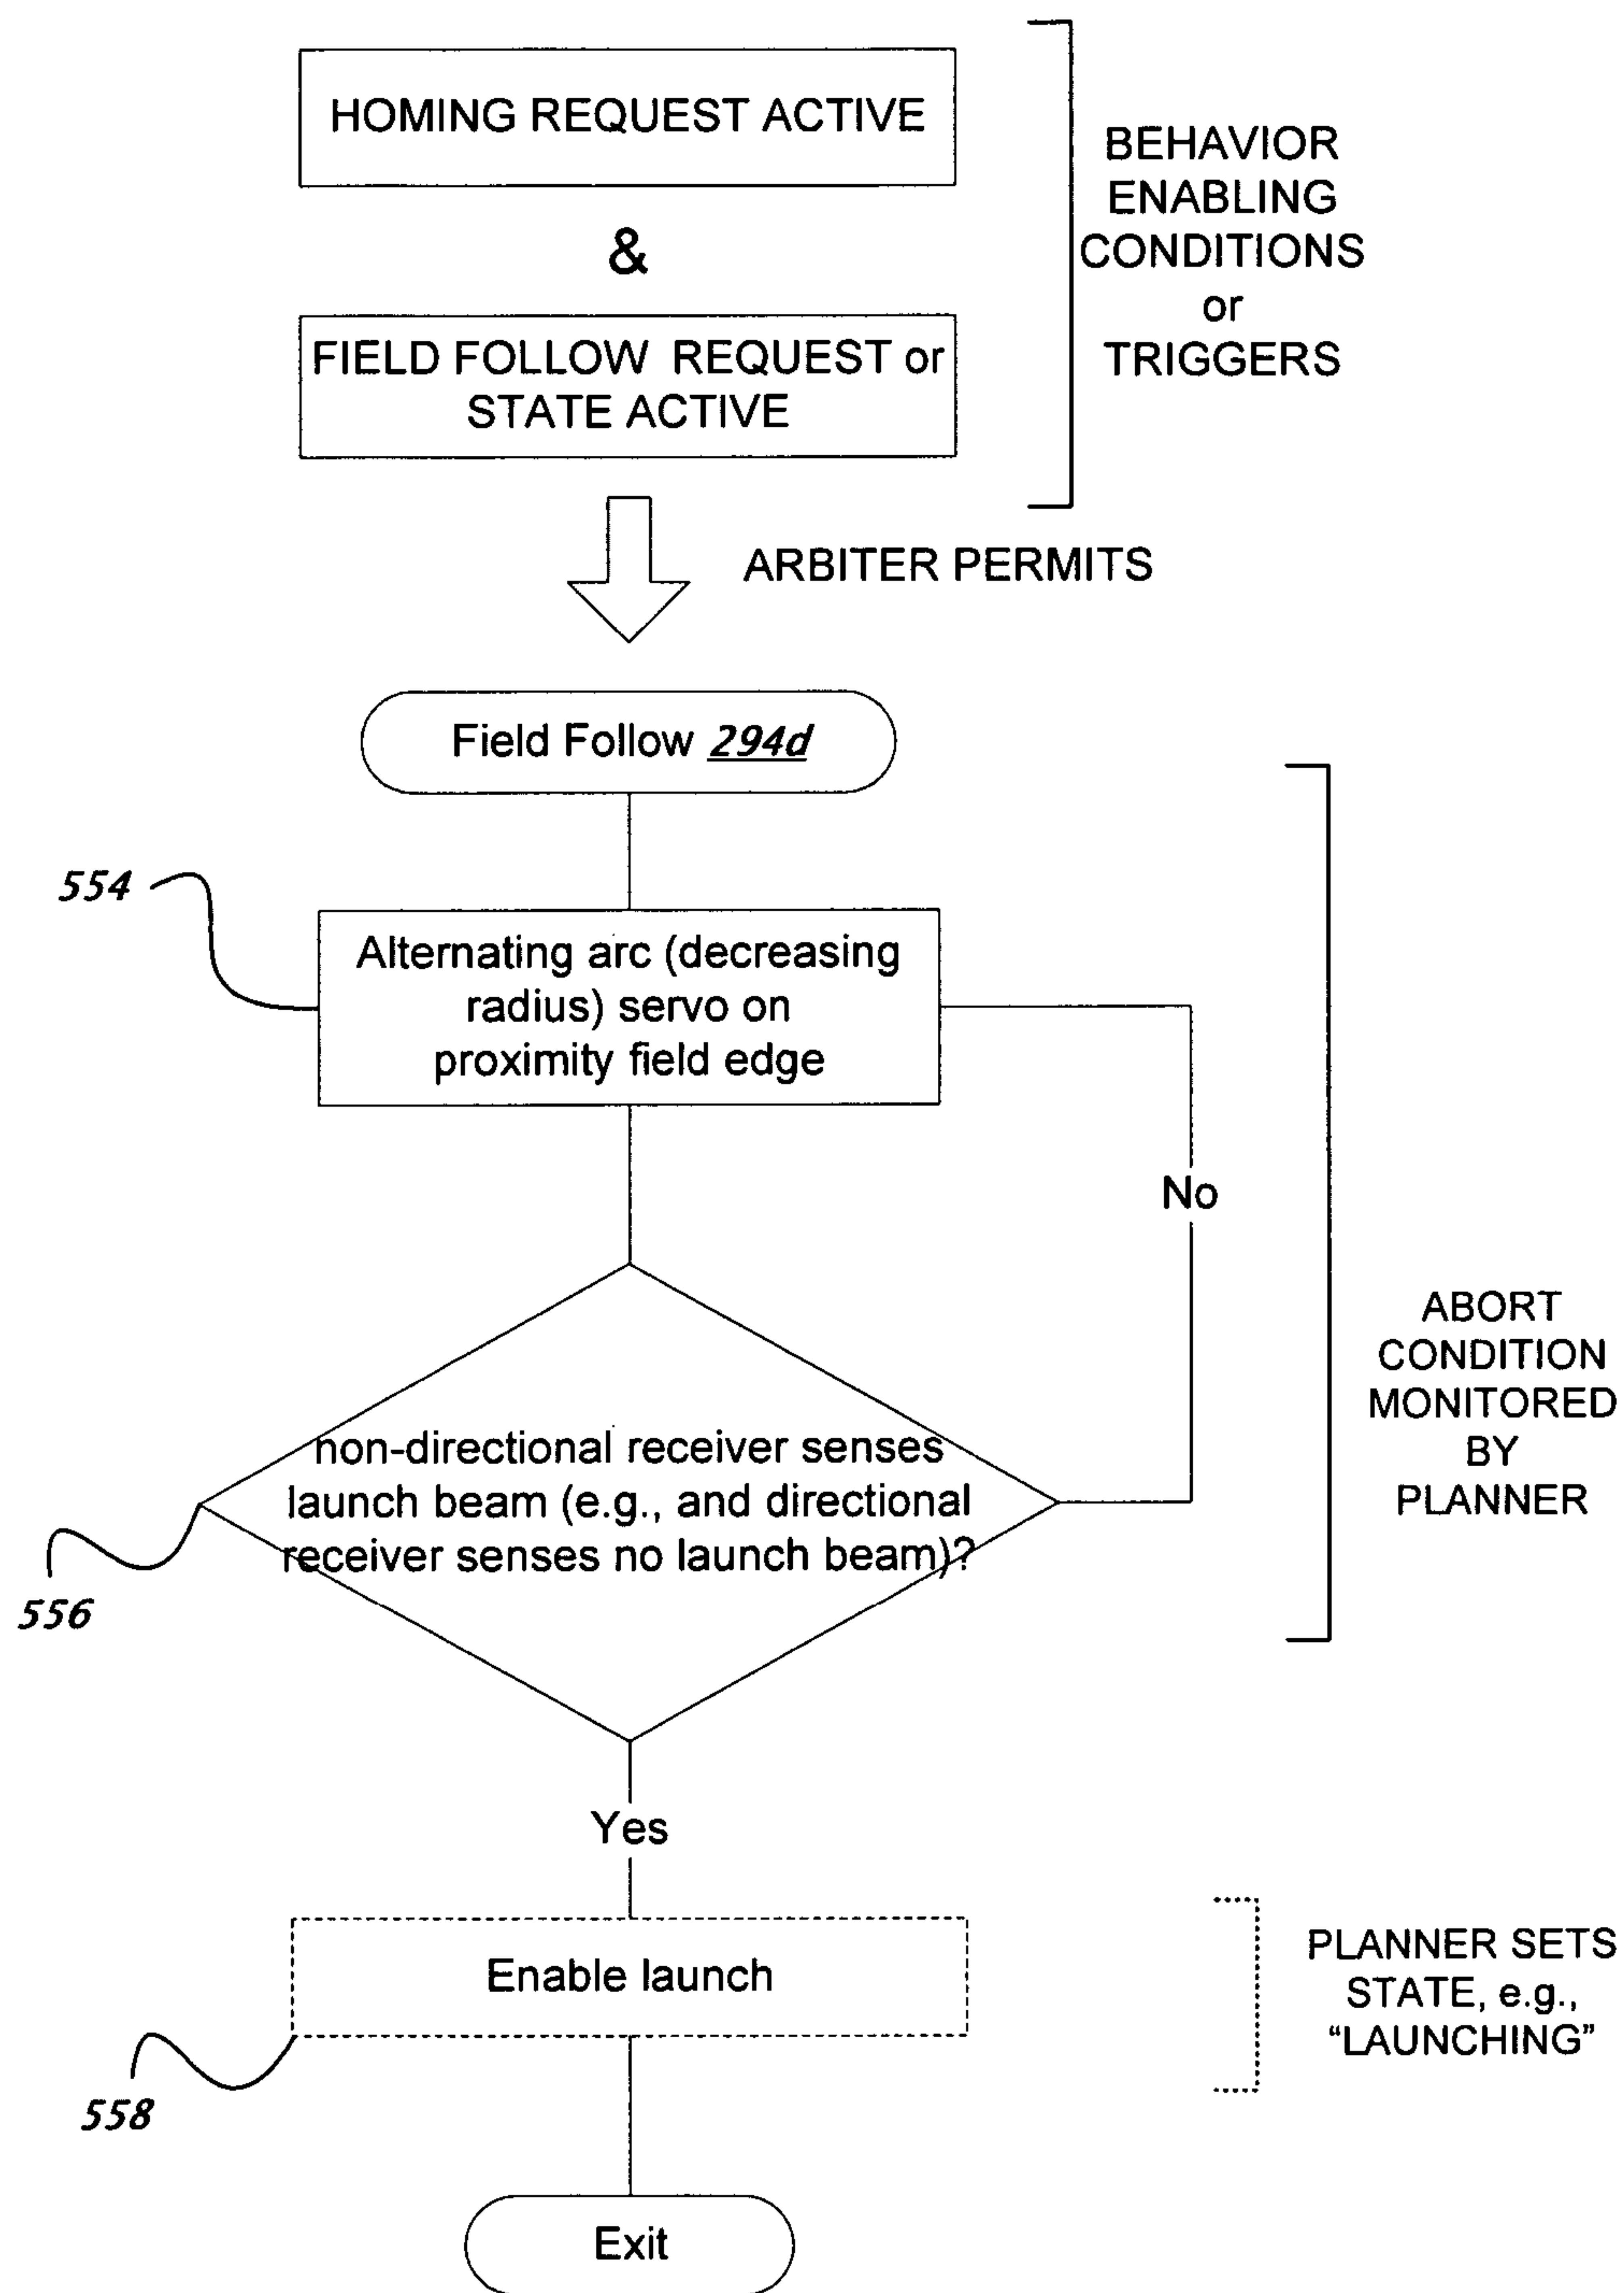 HOMING REQUEST ACTIVE
&
FIELD FOLLOW REQUEST or
STATE ACTIVE
BEHAVIOR
ENABLING
CONDITIONS
or
TRIGGERS
ARBITER PERMITS
Field Follow 294d
554
Alternating arc (decreasing
radius) servo on
proximity field edge
No
non-directional receiver senses
launch beam (e.g., and directional
receiver senses no launch beam)?
556
ABORT
CONDITION
MONITORED
BY
PLANNER
Yes
Enable launch
558
PLANNER SETS
STATE, e.g.,
“LAUNCHING”
Exit